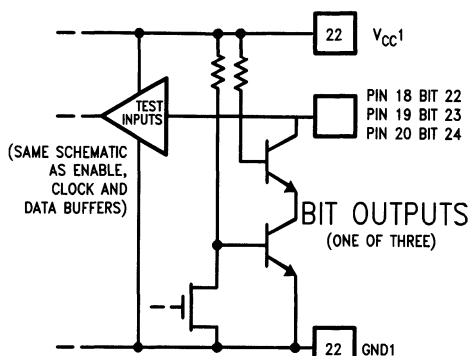 22 VCC1
TEST
INPUTS
PIN 18 BIT 22
PIN 19 BIT 23
PIN 20 BIT 24
(SAME SCHEMATIC
AS ENABLE,
CLOCK AND
DATA BUFFERS)
BIT OUTPUTS
(ONE OF THREE)
22 GND1